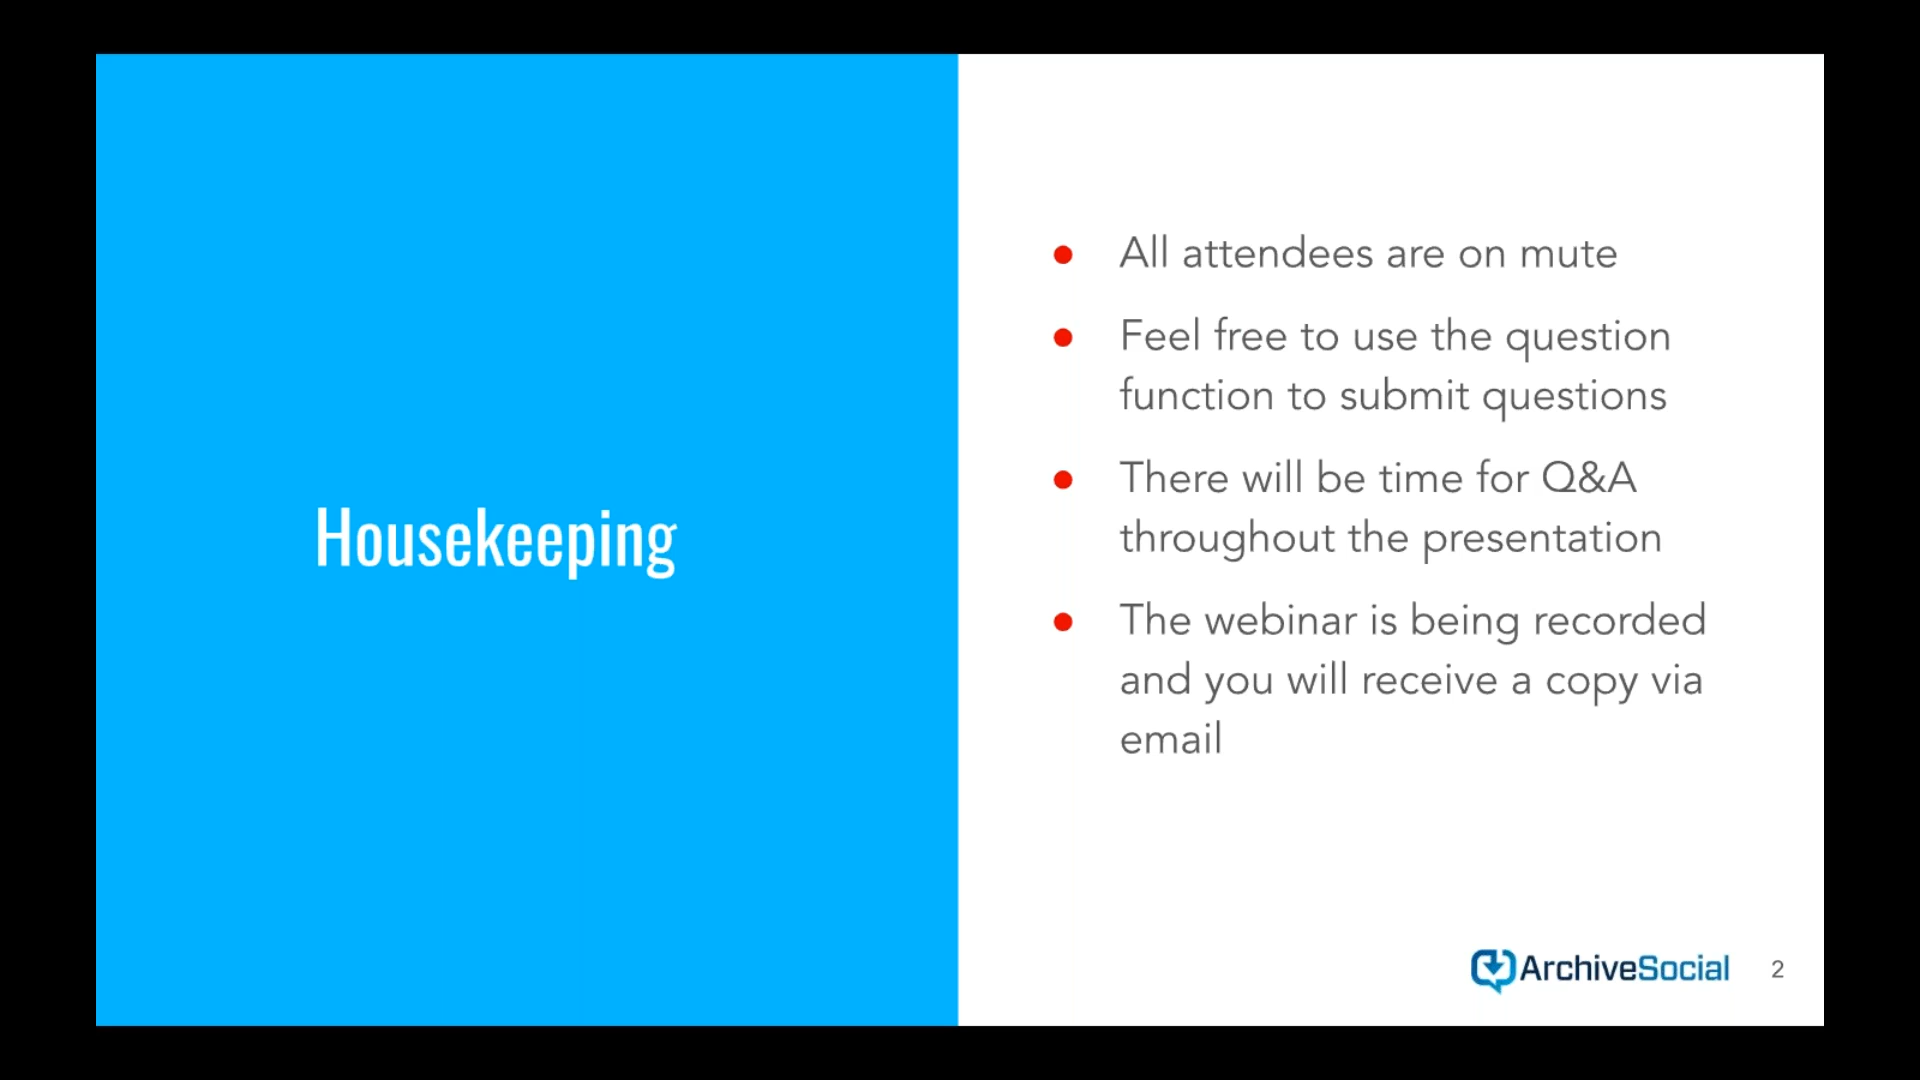 Housekeeping
● All attendees are on mute
● Feel free to use the question
function to submit questions
● There will be time for Q&A
throughout the presentation
● The webinar is being recorded
and you will receive a copy via
email
ArchiveSocial
2